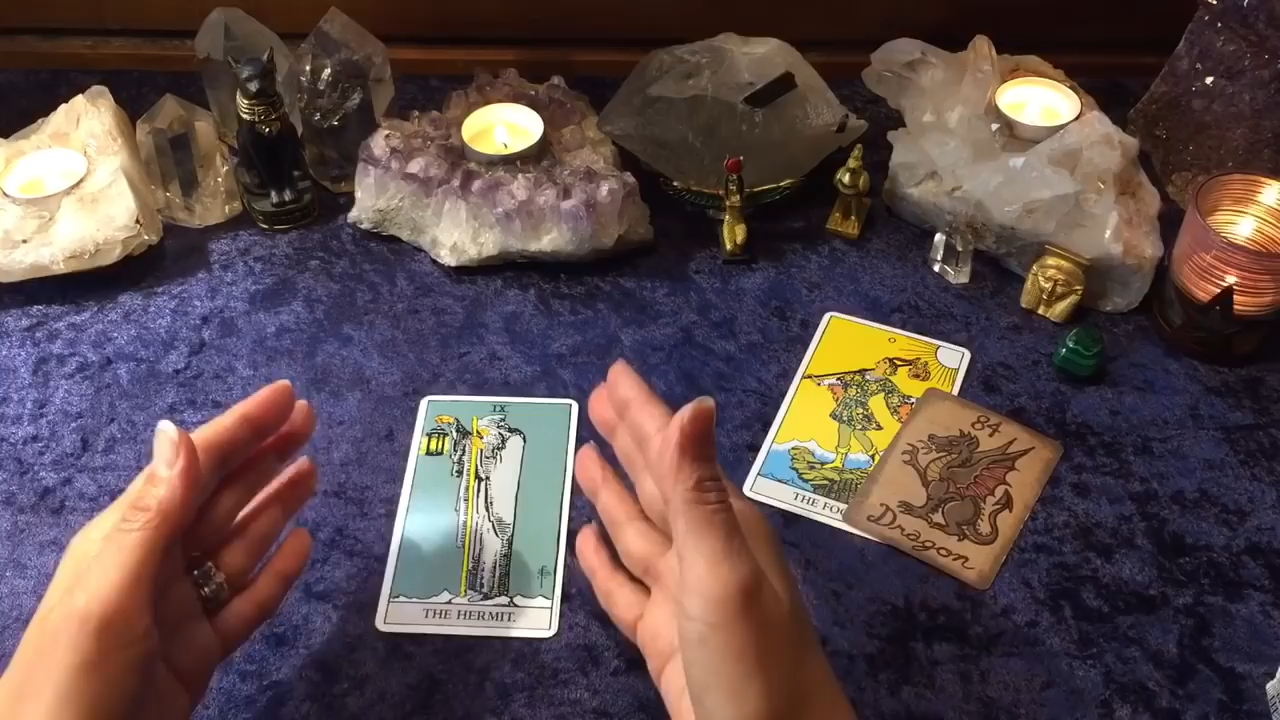 IX
THE HERMIT.
THE FOO
84
Dragon